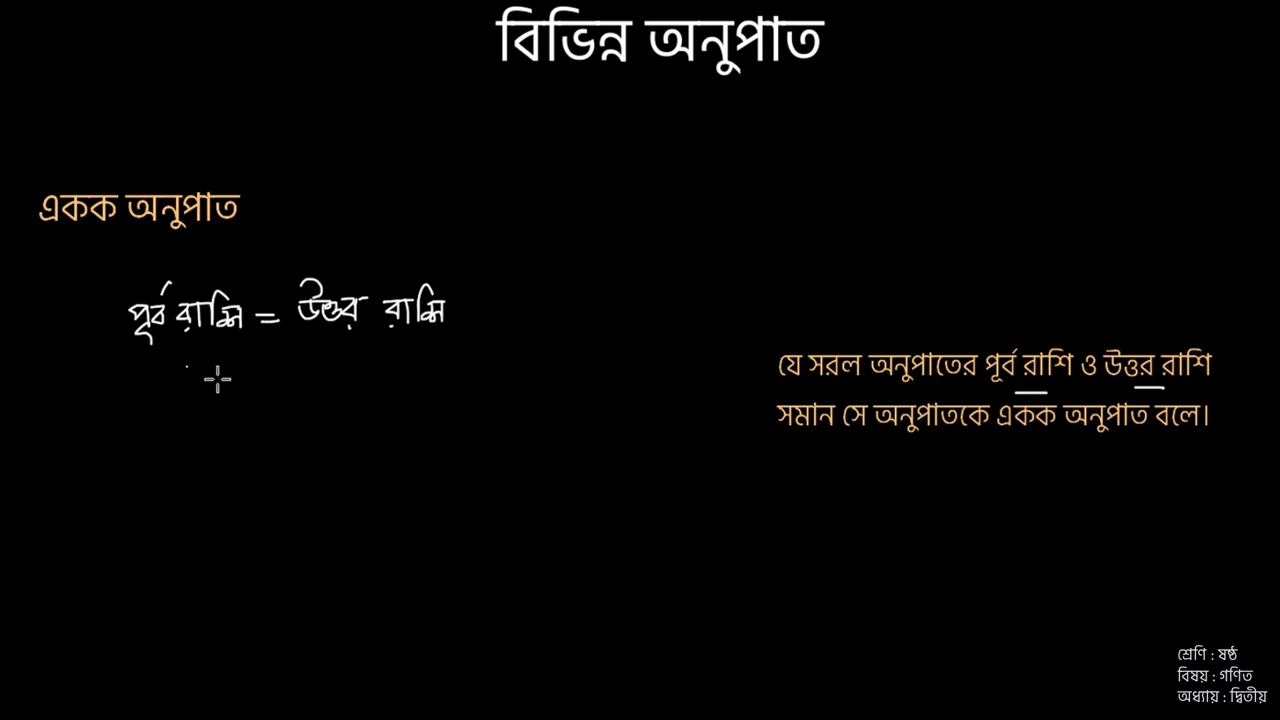 বিভিন্ন অনুপাত
একক অনুপাত
পূর্ব রাশি = উত্তর রাশি
যে সরল অনুপাতের পূর্ব রাশি ও উত্তর রাশি
সমান সে অনুপাতকে একক অনুপাত বলে।
শ্রেণি : ষষ্ঠ
বিষয় : গণিত
অধ্যায় : দ্বিতীয়